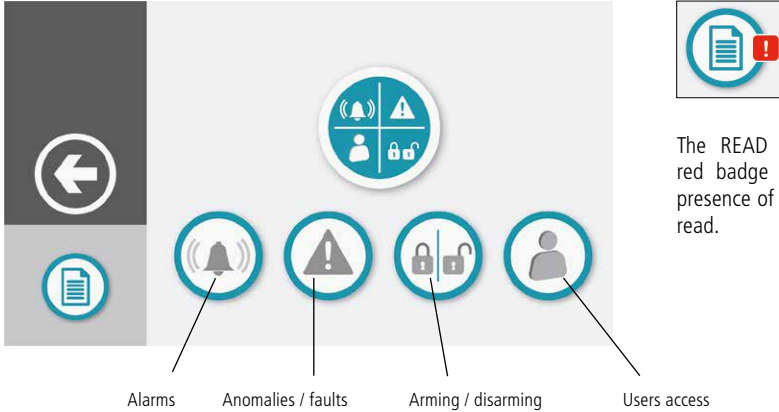 !
The READ
red badge
presence of
read.
Alarms
Anomalies / faults
Arming / disarming
Users access